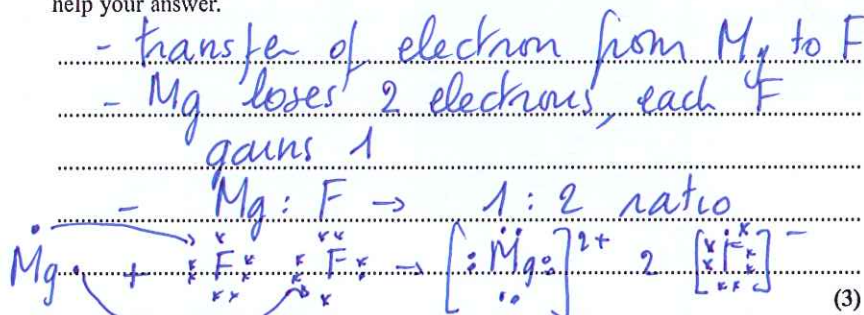 help your answer.
- transfer of electron from Mg to F
- Mg loses 2 electrons, each F
gains 1
- Mg : F → 1 : 2 ratio
Mg + F F → [Mg]2+ 2 [F]-
(3)